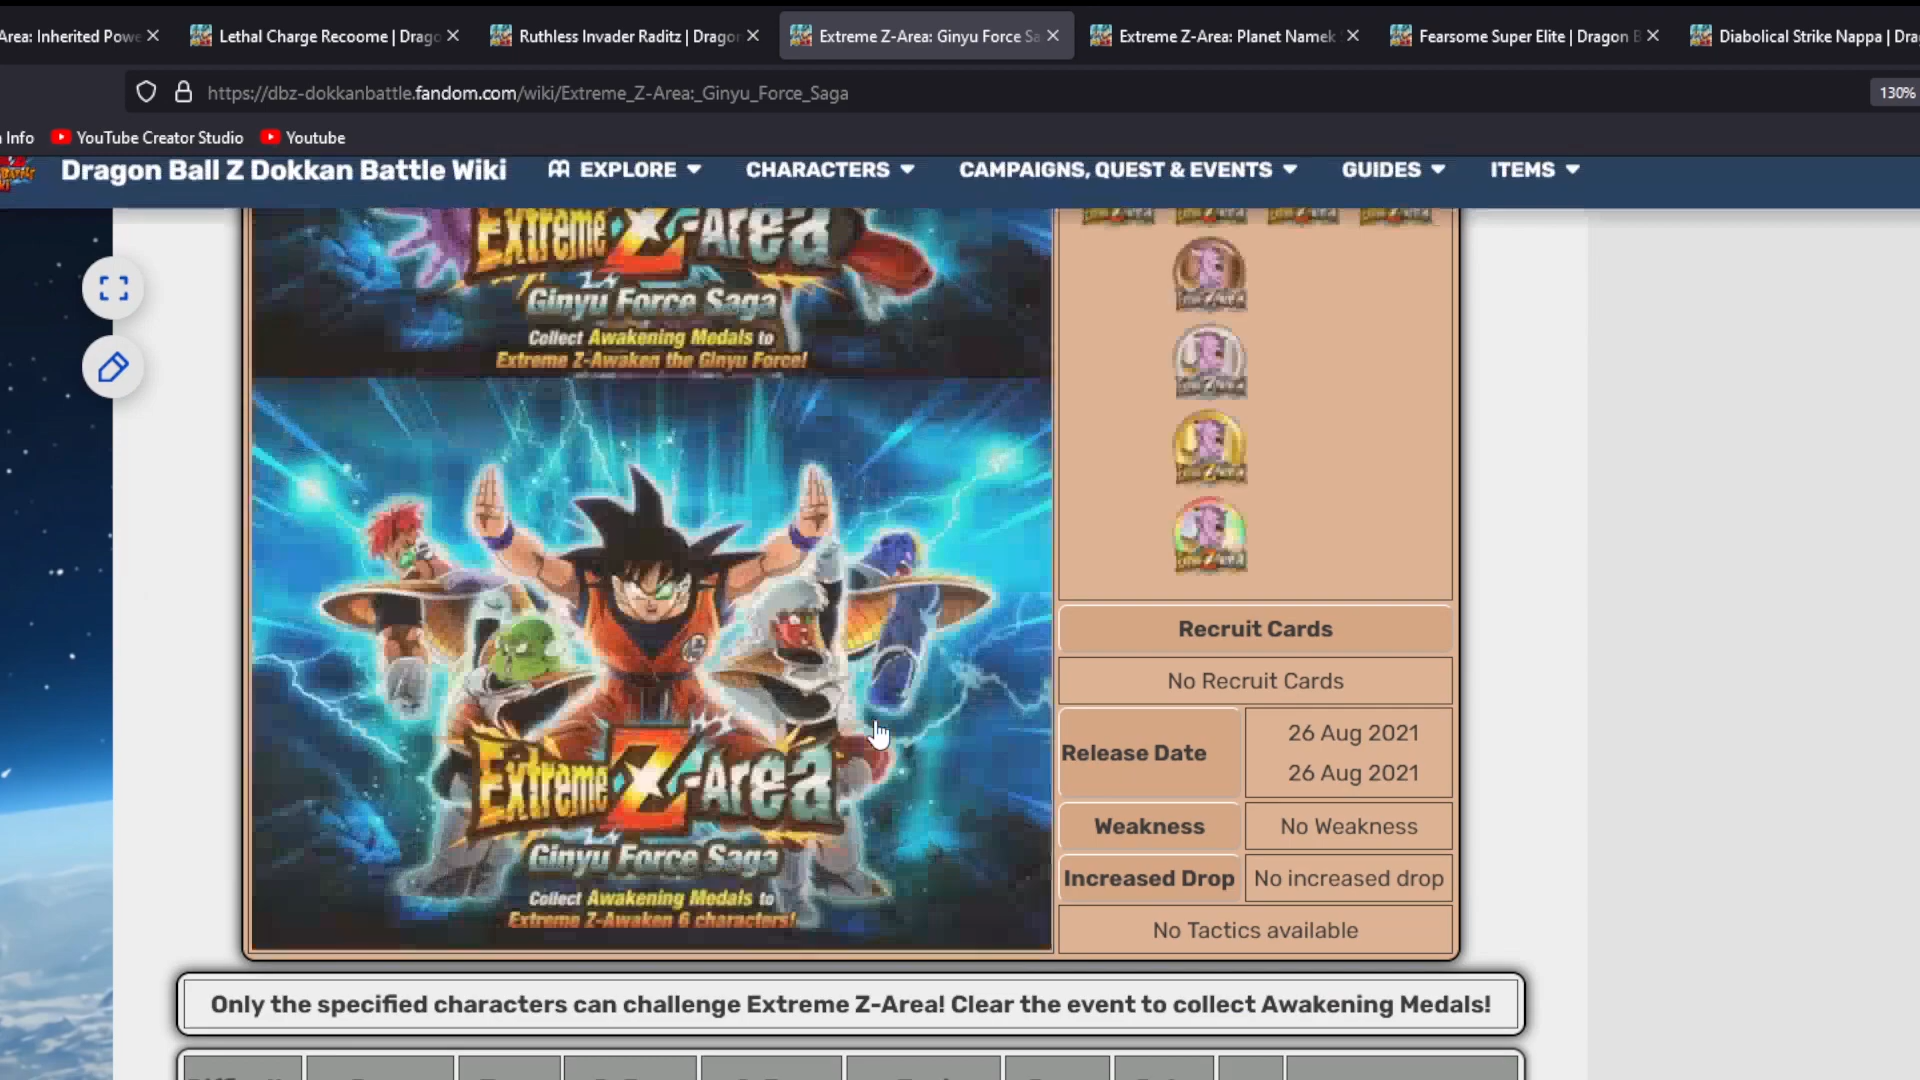 Area: Inherited Powe
Lethal Charge Recoome | Drago
Ruthless Invader Raditz | Dragon
Extreme Z-Area: Ginyu Force Sa
Extreme Z-Area: Planet Namek
Fearsome Super Elite | Dragon B
Diabolical Strike Nappa | Dra
https://dbz-dokkanbattle.fandom.com/wiki/Extreme_Z-Area:_Ginyu_Force_Saga
130%
Info
YouTube Creator Studio
Youtube
Dragon Ball Z Dokkan Battle Wiki
EXPLORE
CHARACTERS
CAMPAIGNS, QUEST & EVENTS
GUIDES
ITEMS
Extreme Z-Area
Ginyu Force Saga
Collect Awakening Medals to
Extreme Z-Awaken the Ginyu Force!
Extreme Z-Area
Ginyu Force Saga
Collect Awakening Medals to
Extreme Z-Awaken 6 characters!
Recruit Cards
No Recruit Cards
Release Date
26 Aug 2021
26 Aug 2021
Weakness
No Weakness
Increased Drop
No increased drop
No Tactics available
Only the specified characters can challenge Extreme Z-Area! Clear the event to collect Awakening Medals!